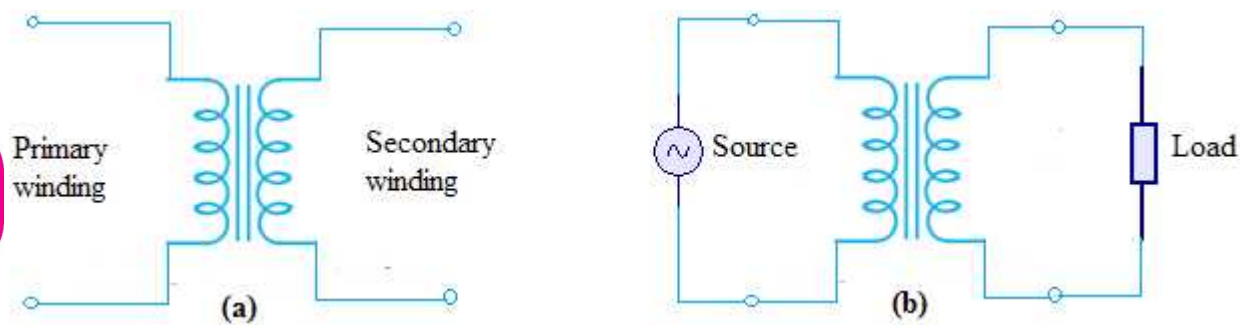 Primary
winding
Secondary
winding
(a)
Source
Load
(b)